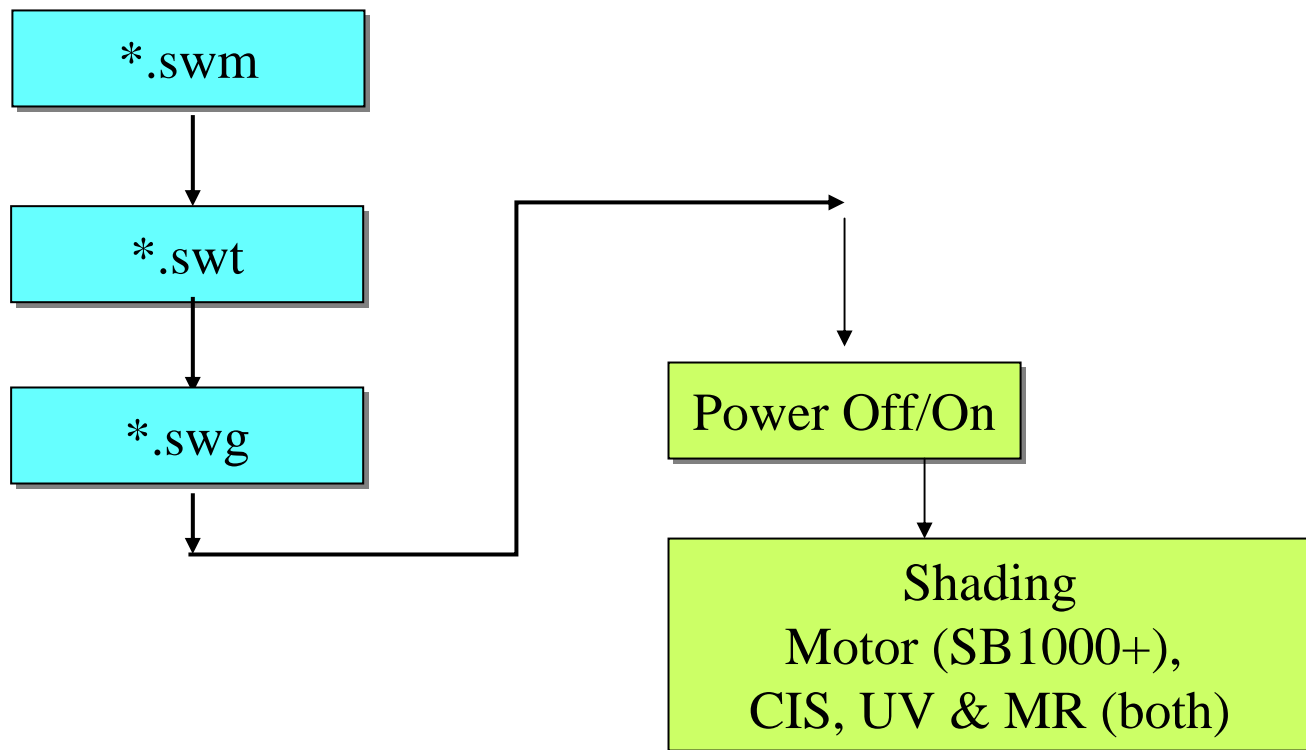 *.swm
*.swt
*.swg
Power Off/On
Shading
Motor (SB1000+),
CIS, UV & MR (both)